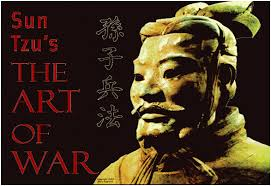 Sun
Tzu's
THE
ART
OF
WAR
孫子兵法